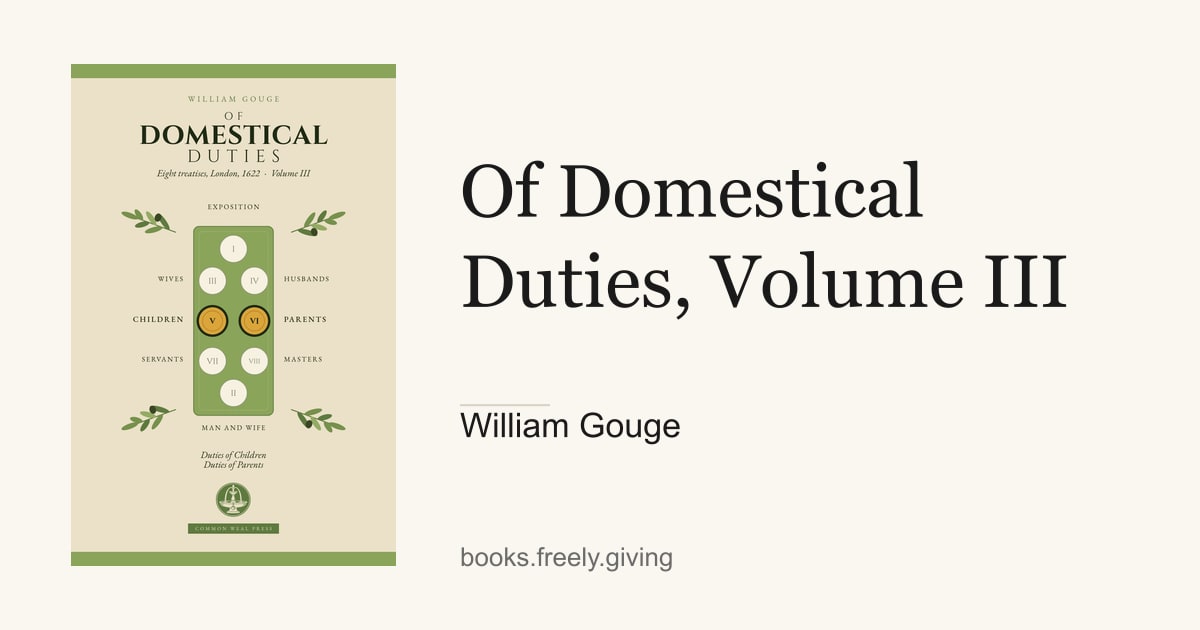 WILLIAM GOUGE
OF
DOMESTICAL
DUTIES
Eight treatises, London, 1622 · Volume III
EXPOSITION
I
WIVES III IV HUSBANDS
CHILDREN V VI PARENTS
SERVANTS VII VIII MASTERS
II
MAN AND WIFE
Duties of Children
Duties of Parents
COMMON WEAL PRESS
Of Domestical
Duties, Volume III
William Gouge
books.freely.giving